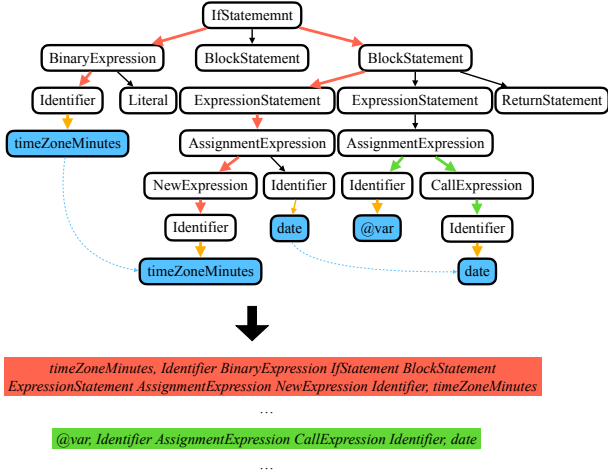 IfStatememnt
BinaryExpression BlockStatement BlockStatement
Identifier Literal ExpressionStatement ExpressionStatement ReturnStatement
timeZoneMinutes AssignmentExpression AssignmentExpression
NewExpression Identifier Identifier CallExpression
Identifier date @var Identifier
timeZoneMinutes date
timeZoneMinutes, Identifier BinaryExpression IfStatement BlockStatement
ExpressionStatement AssignmentExpression NewExpression Identifier, timeZoneMinutes
...
@var, Identifier AssignmentExpression CallExpression Identifier, date
...